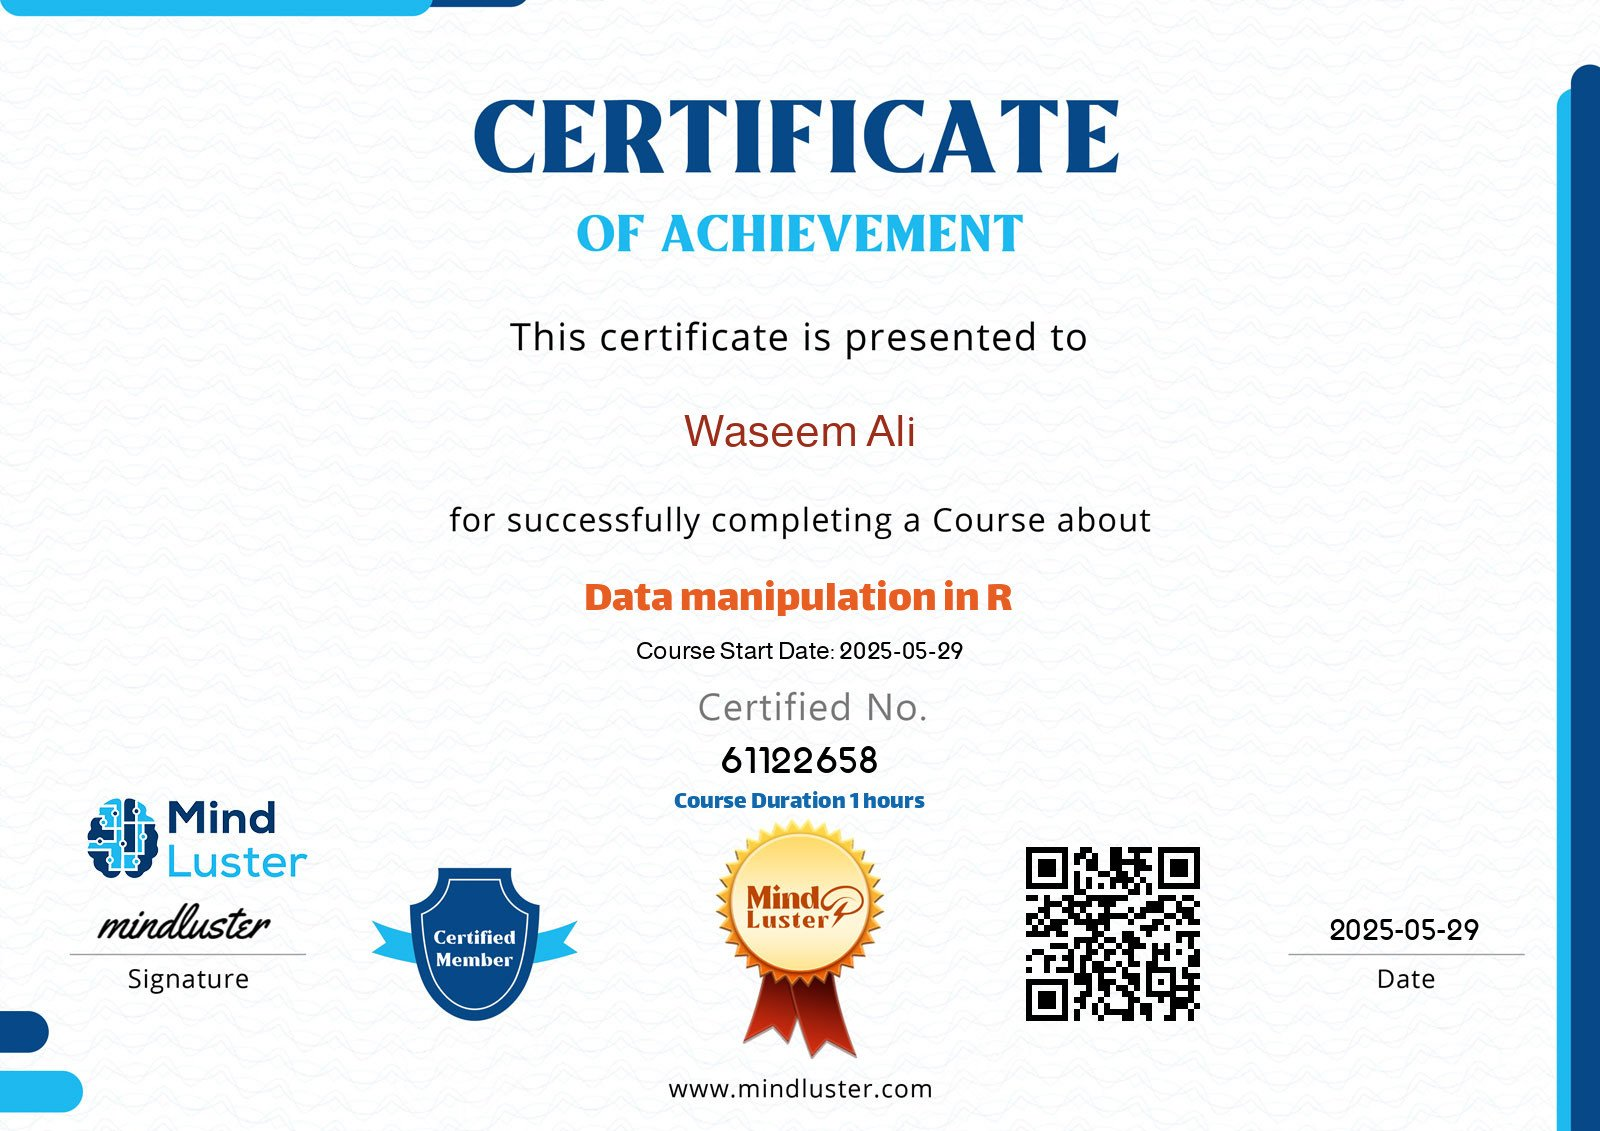 CERTIFICATE
OF ACHIEVEMENT
This certificate is presented to
Waseem Ali
for successfully completing a Course about
Data manipulation in R
Course Start Date: 2025-05-29
Certified No.
61122658
Course Duration 1 hours
Mind
Luster
mindluster
Signature
Certified
Member
Mind
Luster
2025-05-29
Date
www.mindluster.com